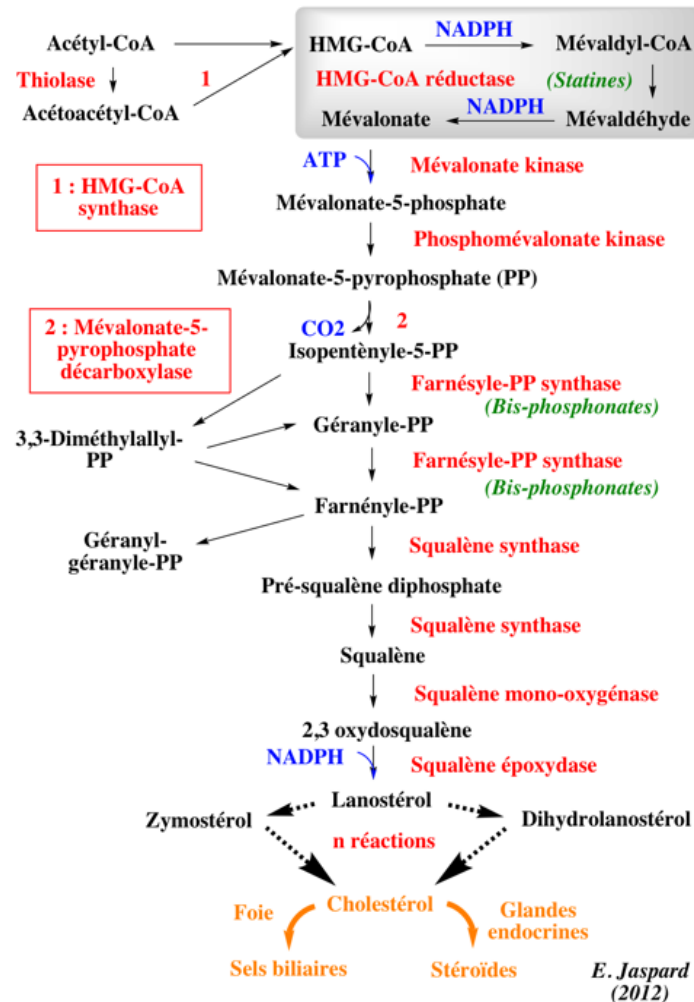 Acétyl-CoA
HMG-CoA
NADPH
Mévaldyl-CoA
Thiolase
1
HMG-CoA réductase
(Statines)
Acétoacétyl-CoA
Mévalonate
NADPH
Mévaldéhyde
ATP
Mévalonate kinase
1 : HMG-CoA
synthase
Mévalonate-5-phosphate
Phosphomévalonate kinase
Mévalonate-5-pyrophosphate (PP)
2 : Mévalonate-5-
pyrophosphate
décarboxylase
CO2
2
Isopentènyle-5-PP
Farnésyle-PP synthase
(Bis-phosphonates)
3,3-Diméthylallyl-
PP
Géranyle-PP
Farnésyle-PP synthase
(Bis-phosphonates)
Farnényle-PP
Géranyl-
géranyle-PP
Squalène synthase
Pré-squalène diphosphate
Squalène synthase
Squalène
Squalène mono-oxygénase
2,3 oxydosqualène
NADPH
Squalène époxydase
Lanostérol
Zymostérol
Dihydrolanostérol
n réactions
Foie
Cholestérol
Glandes
endocrines
Sels biliaires
Stéroïdes
E. Jaspard
(2012)